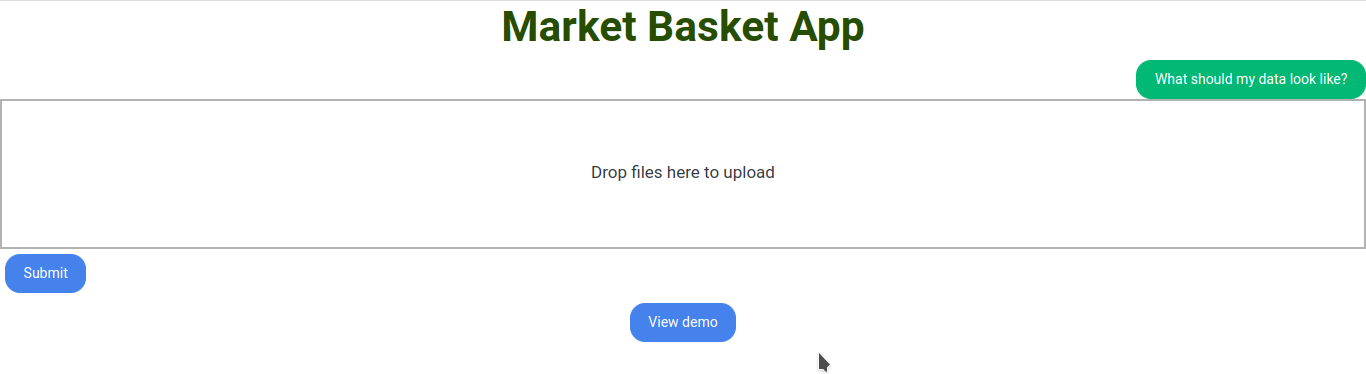 Market Basket App
What should my data look like?
Drop files here to upload
Submit
View demo